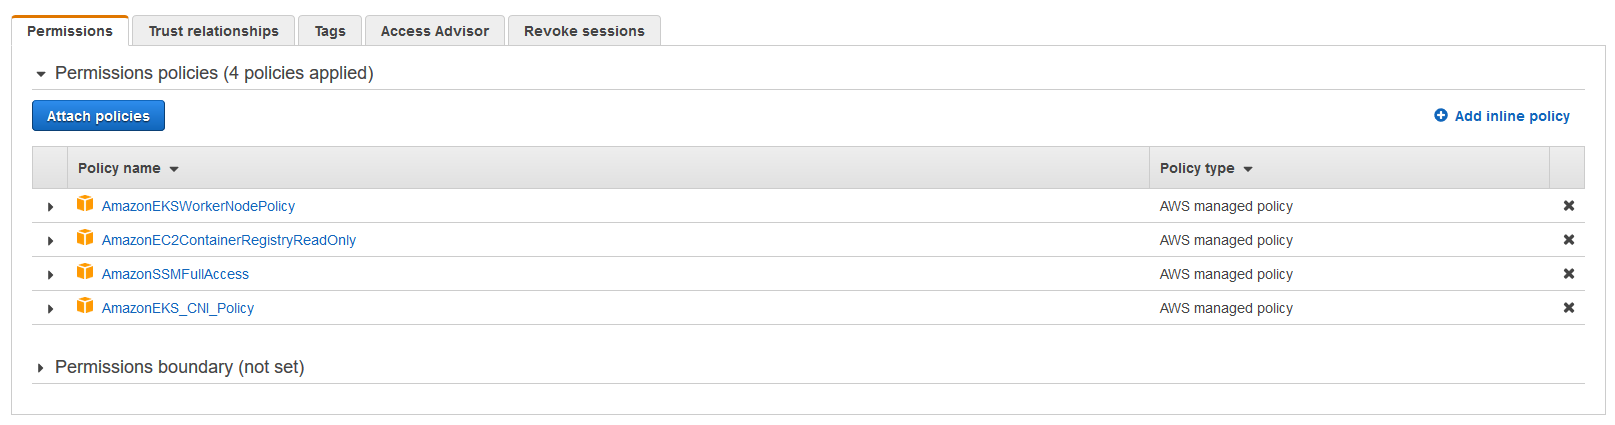 Permissions Trust relationships Tags Access Advisor Revoke sessions
Permissions policies (4 policies applied)
Attach policies Add inline policy
Policy name Policy type
AmazonEKSWorkerNodePolicy AWS managed policy
AmazonEC2ContainerRegistryReadOnly AWS managed policy
AmazonSSMFullAccess AWS managed policy
AmazonEKS_CNI_Policy AWS managed policy
Permissions boundary (not set)